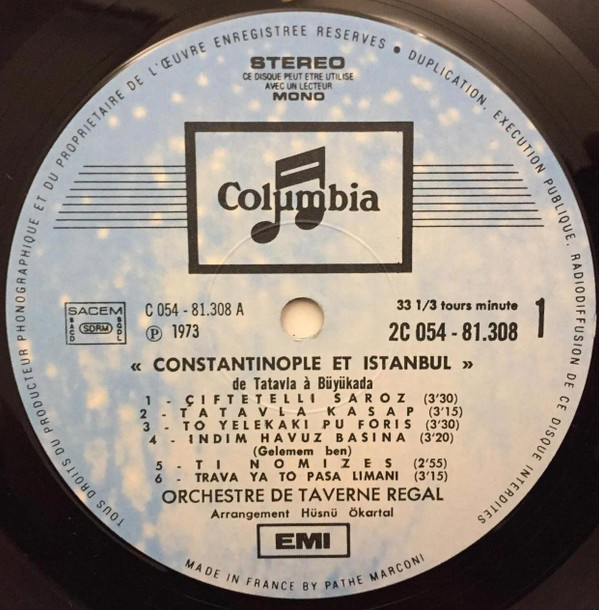 TOUS DROITS DU PRODUCTEUR PHONOGRAPHIQUE ET DU PROPRIETAIRE DE L'ŒUVRE ENREGISTREE RESERVES • DUPLICATION, EXECUTION PUBLIQUE, RADIODIFFUSION DE CE DISQUE INTERDITES
STEREO
CE DISQUE PEUT ETRE UTILISE
AVEC UN LECTEUR
MONO
Columbia
SACEM
SACD SDRM SGDL
C 054 - 81.308 A
℗ 1973
33 1/3 tours minute
2C 054 - 81.308
1
« CONSTANTINOPLE ET ISTANBUL »
de Tatavla à Büyükada
1 - ÇIFTETELLI SAROZ (3'30)
2 - TATAVLA KASAP (3'15)
3 - TO YELEKAKI PU FORIS (3'30)
4 - INDIM HAVUZ BASINA (3'20)
(Gelemem ben)
5 - TI NOMIZES (2'55)
6 - TRAVA YA TO PASA LIMANI (3'15)
ORCHESTRE DE TAVERNE REGAL
Arrangement Hüsnü Ökartal
EMI
MADE IN FRANCE BY PATHE MARCONI